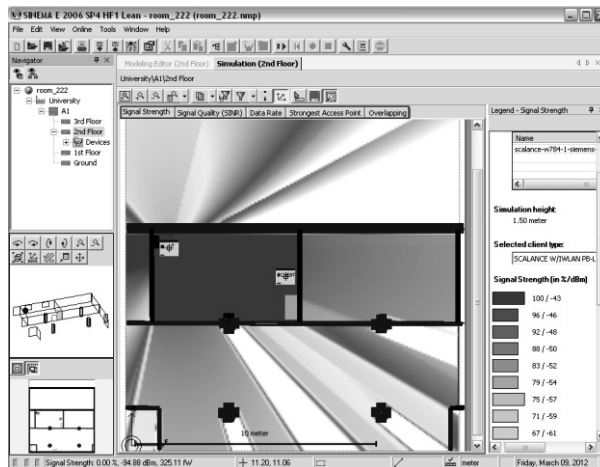 SINEMA E 2006 SP4 HF1 Lean - room_222 (room_222.nmp)
File Edit View Online Tools Window Help
Navigator
room_222
University
A1
3rd Floor
2nd Floor
Devices
1st Floor
Ground
Modeling Editor (2nd Floor) Simulation (2nd Floor)
University\A1\2nd Floor
Signal Strength Signal Quality (SINR) Data Rate Strongest Access Point Overlapping
10 meter
Legend - Signal Strength
Name
scalance-w784-1-siemens-
Simulation height:
1.50 meter
Selected client type:
SCALANCE W/IWLAN PB-L
Signal Strength (in %/dBm)
100 / -43
96 / -46
92 / -48
88 / -50
83 / -52
79 / -54
75 / -57
71 / -59
67 / -61
Signal Strength: 0.00 %, -94.88 dBm, 325.11 fW 11.20, 11.06 meter Friday, March 09, 2012